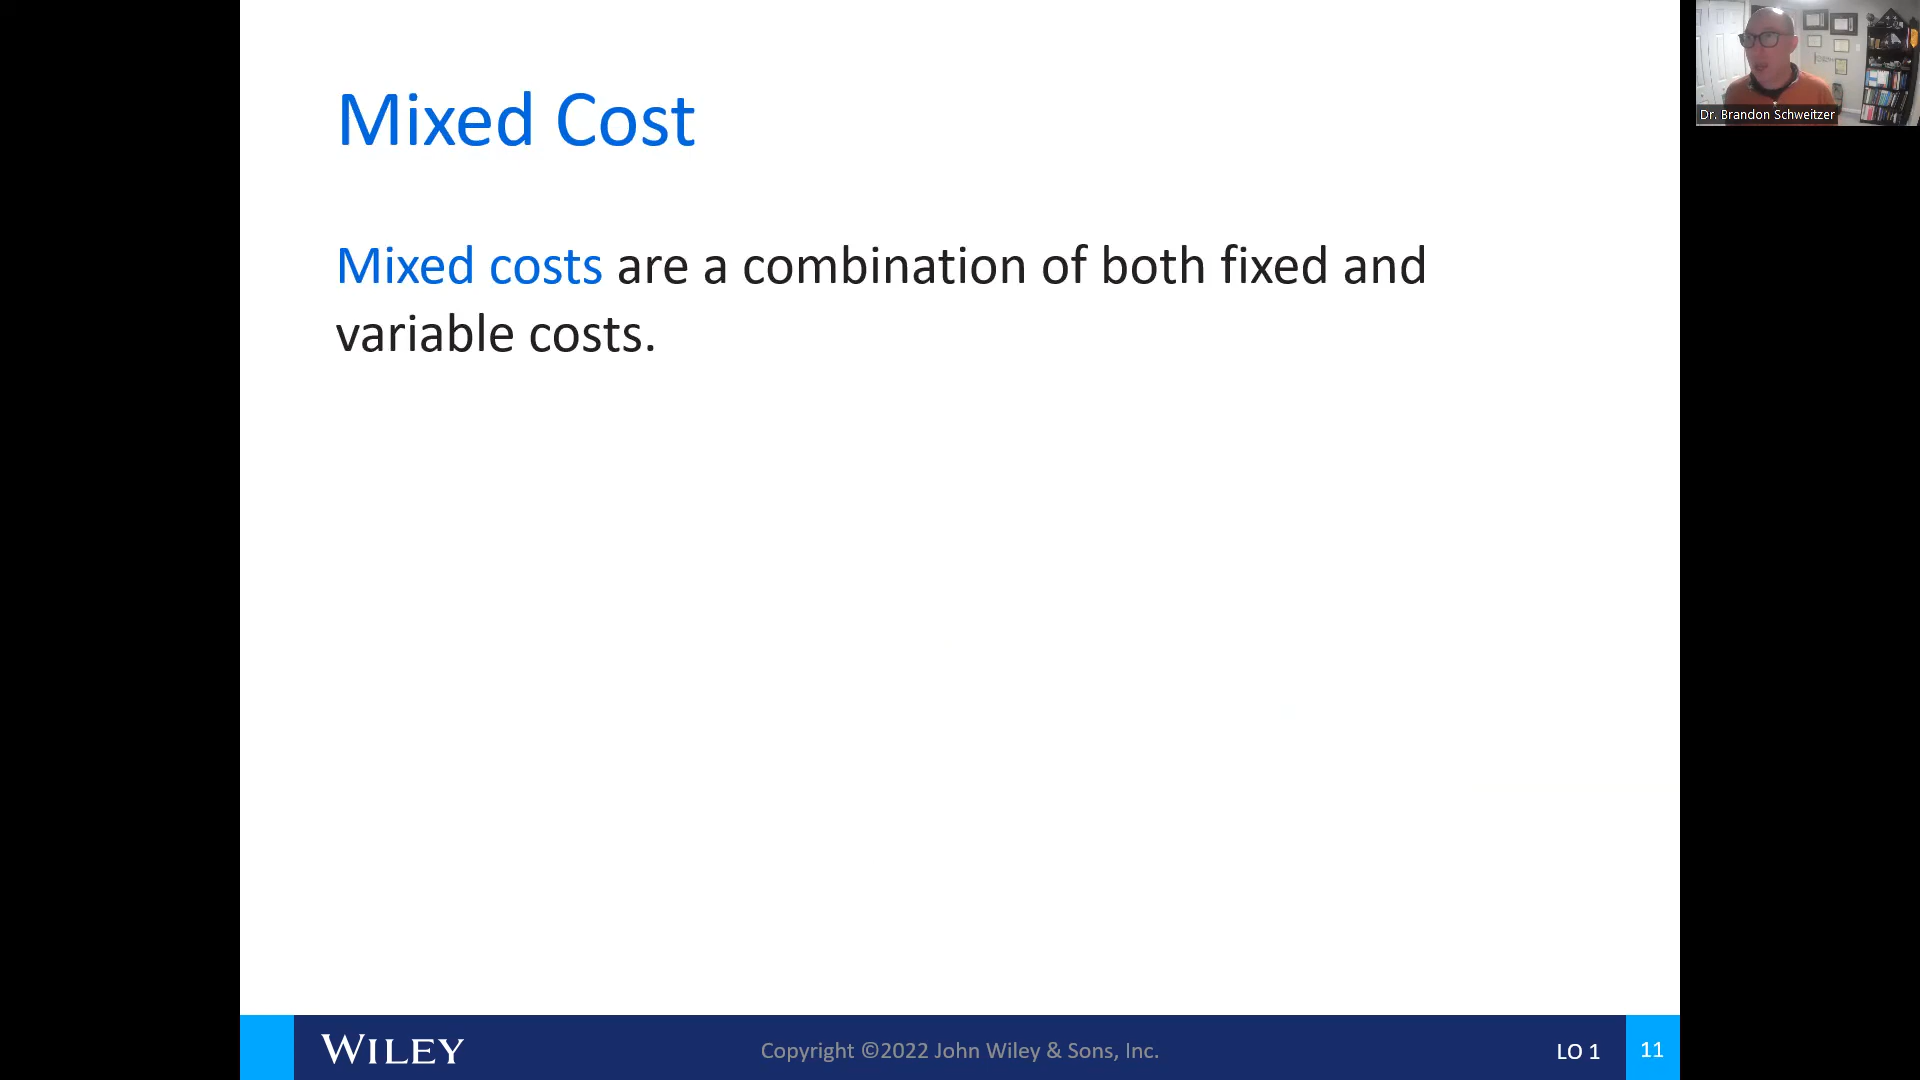 Mixed Cost
Mixed costs are a combination of both fixed and
variable costs.
Dr. Brandon Schweitzer
WILEY
Copyright ©2022 John Wiley & Sons, Inc.
LO 1
11